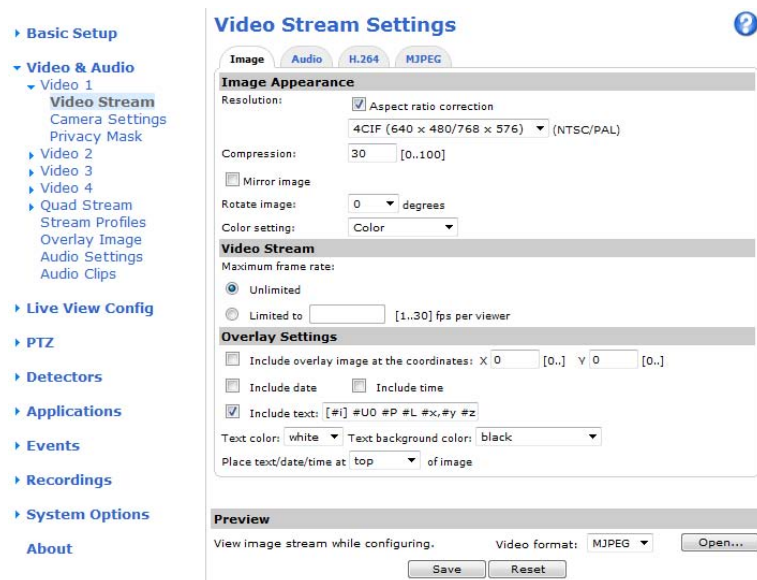 Basic Setup
Video & Audio
Video 1
Video Stream
Camera Settings
Privacy Mask
Video 2
Video 3
Video 4
Quad Stream
Stream Profiles
Overlay Image
Audio Settings
Audio Clips
Live View Config
PTZ
Detectors
Applications
Events
Recordings
System Options
About
Video Stream Settings
?
Image Audio H.264 MJPEG
Image Appearance
Resolution: Aspect ratio correction
4CIF (640 x 480/768 x 576) (NTSC/PAL)
Compression: 30 [0..100]
Mirror image
Rotate image: 0 degrees
Color setting: Color
Video Stream
Maximum frame rate:
Unlimited
Limited to [1..30] fps per viewer
Overlay Settings
Include overlay image at the coordinates: X 0 [0..] Y 0 [0..]
Include date Include time
Include text: [#i] #U0 #P #L #x,#y #z
Text color: white Text background color: black
Place text/date/time at top of image
Preview
View image stream while configuring. Video format: MJPEG Open...
Save Reset